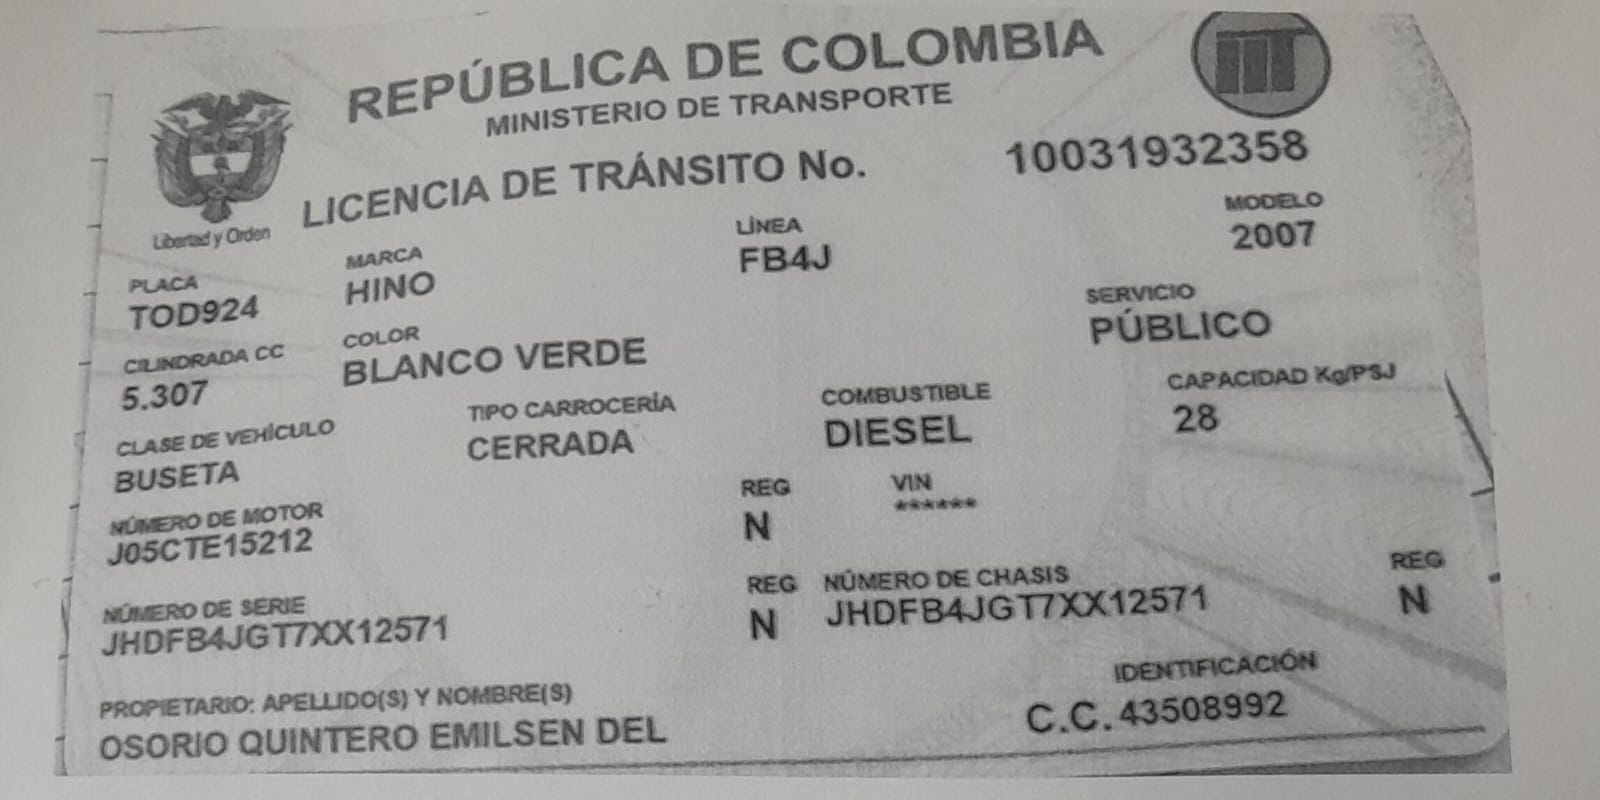 REPÚBLICA DE COLOMBIA
MINISTERIO DE TRANSPORTE
Libertad y Orden
LICENCIA DE TRÁNSITO No. 10031932358
PLACA MARCA LÍNEA MODELO
TOD924 HINO FB4J 2007
CILINDRADA CC COLOR SERVICIO
5.307 BLANCO VERDE PÚBLICO
CLASE DE VEHÍCULO TIPO CARROCERÍA COMBUSTIBLE CAPACIDAD Kg/PSJ
BUSETA CERRADA DIESEL 28
NÚMERO DE MOTOR REG VIN
J05CTE15212 N ******
NÚMERO DE SERIE REG NÚMERO DE CHASIS REG
JHDFB4JGT7XX12571 N JHDFB4JGT7XX12571 N
PROPIETARIO: APELLIDO(S) Y NOMBRE(S) IDENTIFICACIÓN
OSORIO QUINTERO EMILSEN DEL C.C. 43508992